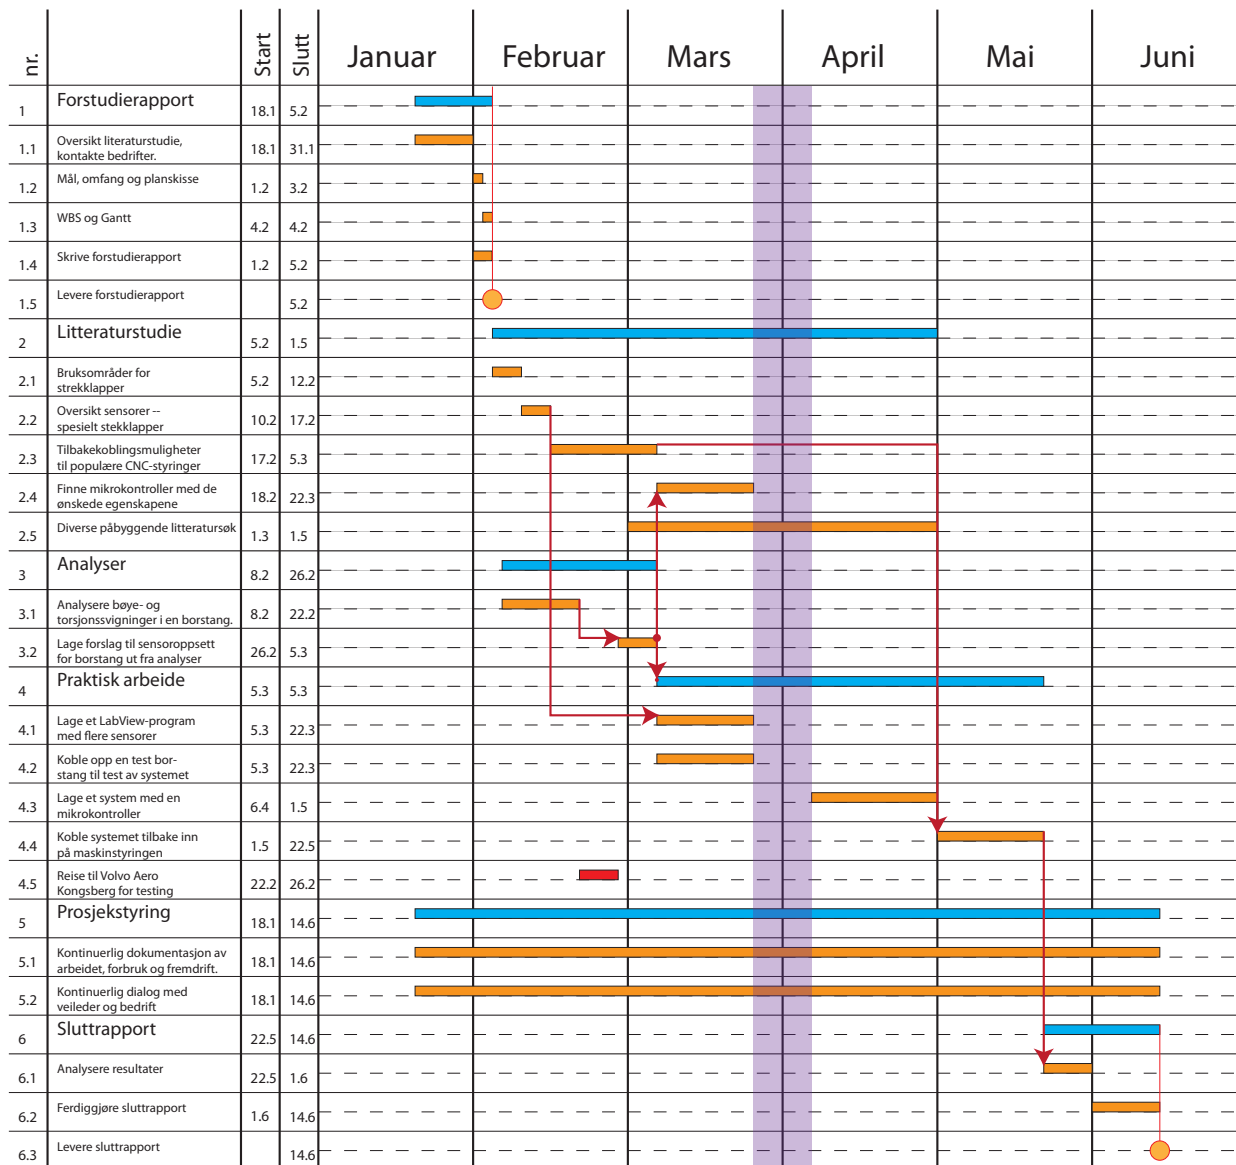 nr. Start Slutt Januar Februar Mars April Mai Juni
1 Forstudierapport 18.1 5.2
1.1 Oversikt literaturstudie,
kontakte bedrifter. 18.1 31.1
1.2 Mål, omfang og planskisse 1.2 3.2
1.3 WBS og Gantt 4.2 4.2
1.4 Skrive forstudierapport 1.2 5.2
1.5 Levere forstudierapport 5.2
2 Litteraturstudie 5.2 1.5
2.1 Bruksområder for
strekklapper 5.2 12.2
2.2 Oversikt sensorer --
spesielt stekklapper 10.2 17.2
2.3 Tilbakekoblingsmuligheter
til populære CNC-styringer 17.2 5.3
2.4 Finne mikrokontroller med de
ønskede egenskapene 18.2 22.3
2.5 Diverse påbyggende litteratursøk 1.3 1.5
3 Analyser 8.2 26.2
3.1 Analysere bøye- og
torsjonssvigninger i en borstang. 8.2 22.2
3.2 Lage forslag til sensoroppsett
for borstang ut fra analyser 26.2 5.3
4 Praktisk arbeide 5.3 5.3
4.1 Lage et LabView-program
med flere sensorer 5.3 22.3
4.2 Koble opp en test bor-
stang til test av systemet 5.3 22.3
4.3 Lage et system med en
mikrokontroller 6.4 1.5
4.4 Koble systemet tilbake inn
på maskinstyringen 1.5 22.5
4.5 Reise til Volvo Aero
Kongsberg for testing 22.2 26.2
5 Prosjekstyring 18.1 14.6
5.1 Kontinuerlig dokumentasjon av
arbeidet, forbruk og fremdrift. 18.1 14.6
5.2 Kontinuerlig dialog med
veileder og bedrift 18.1 14.6
6 Sluttrapport 22.5 14.6
6.1 Analysere resultater 22.5 1.6
6.2 Ferdiggjøre sluttrapport 1.6 14.6
6.3 Levere sluttrapport 14.6